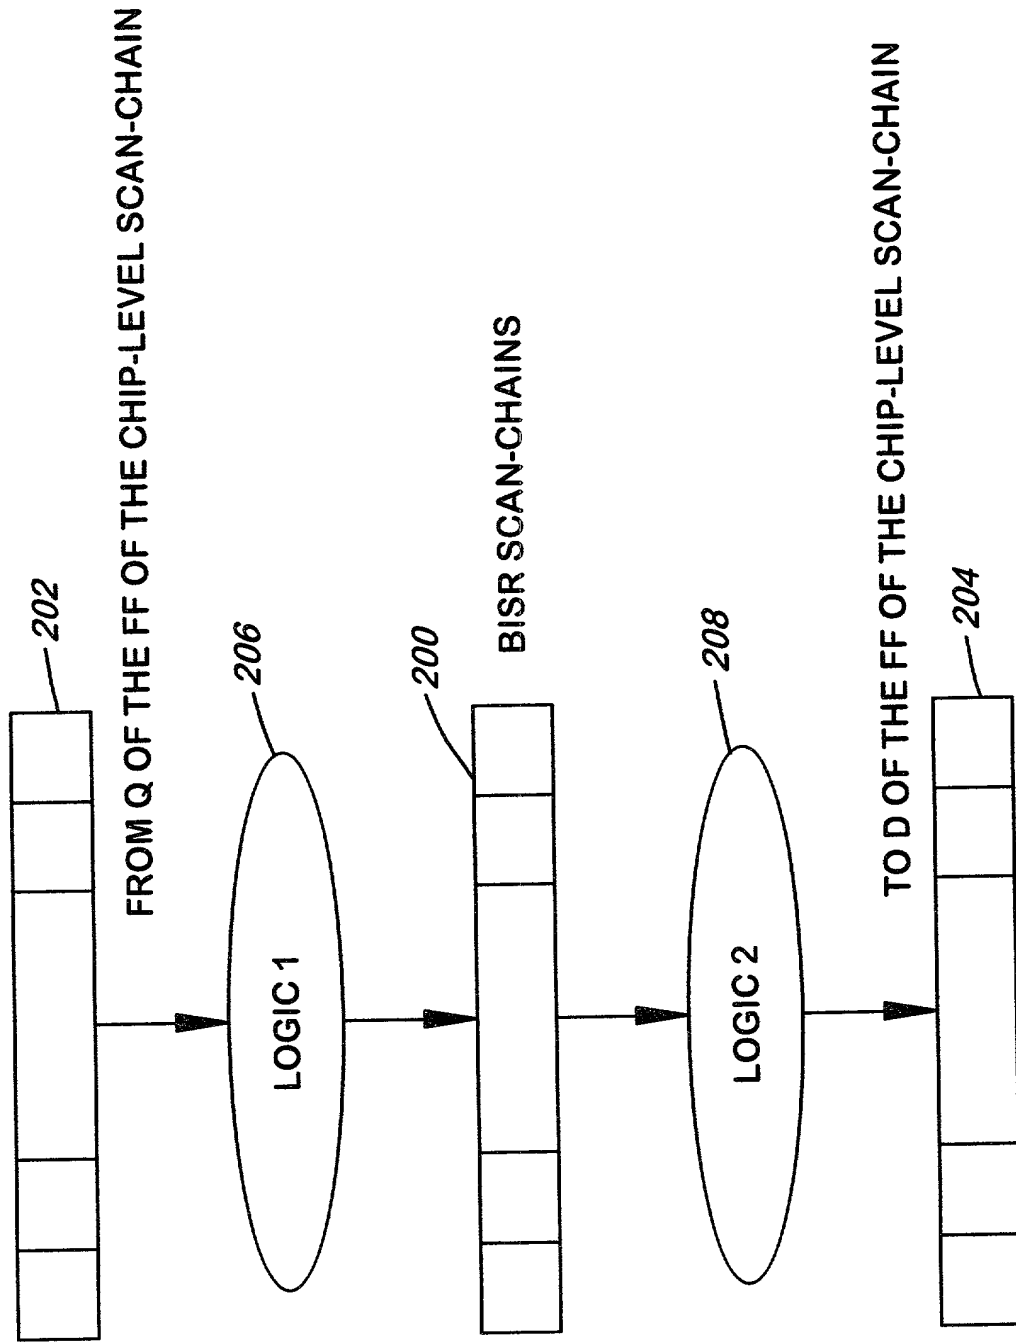 202
FROM Q OF THE FF OF THE CHIP-LEVEL SCAN-CHAIN
206
LOGIC 1
200
BISR SCAN-CHAINS
208
LOGIC 2
TO D OF THE FF OF THE CHIP-LEVEL SCAN-CHAIN
204